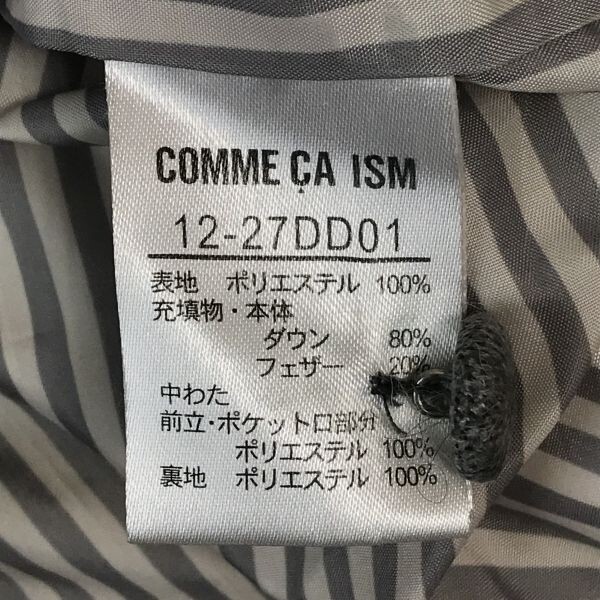 COMME ÇA ISM
12-27DD01
表地 ポリエステル 100%
充填物・本体
ダウン 80%
フェザー 20%
中わた
前立・ポケット口部分
ポリエステル 100%
裏地 ポリエステル 100%